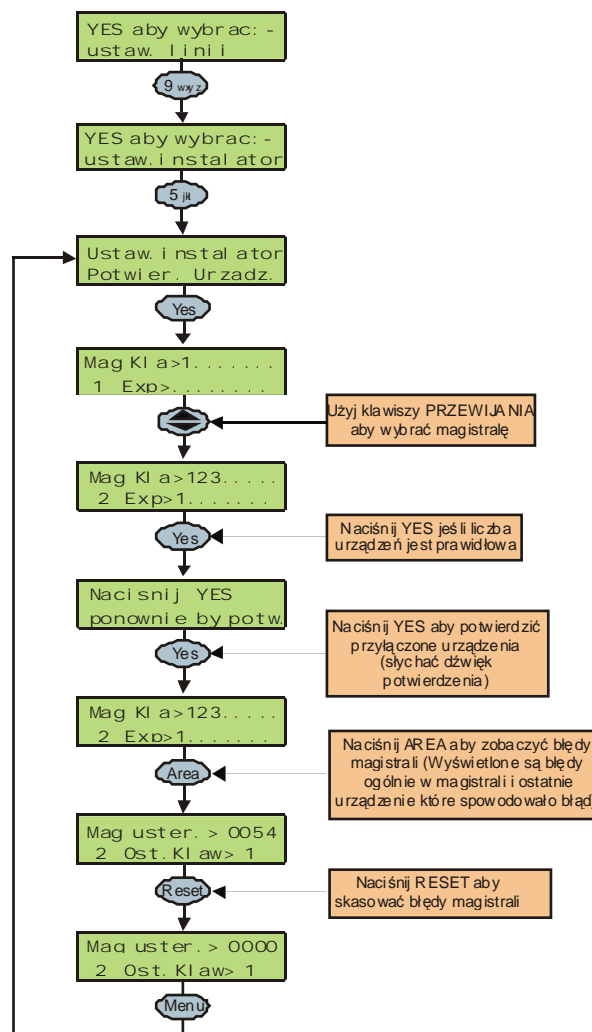 YES aby wybrac: -
ustaw. linii
9 wxyz
YES aby wybrac: -
ustaw.instalator
5 jkl
Ustaw.instalator
Potwier. Urzadz.
Yes
Mag Kla>1.......
1 Exp>........
Użyj klawiszy PRZEWIJANIA
aby wybrać magistralę
Mag Kla>123.....
2 Exp>1.......
Yes
Naciśnij YES jeśli liczba
urządzeń jest prawidłowa
Nacisnij YES
ponownie by potw.
Yes
Naciśnij YES aby potwierdzić
przyłączone urządzenia
(słychać dźwięk
potwierdzenia)
Mag Kla>123.....
2 Exp>1.......
Area
Naciśnij AREA aby zobaczyć błędy
magistrali (Wyświetlone są błędy
ogólnie w magistrali i ostatnie
urządzenie które spowodowało błąd)
Mag uster.> 0054
2 Ost.Klaw> 1
Reset
Naciśnij RESET aby
skasować błędy magistrali
Mag uster.> 0000
2 Ost.Klaw> 1
Menu